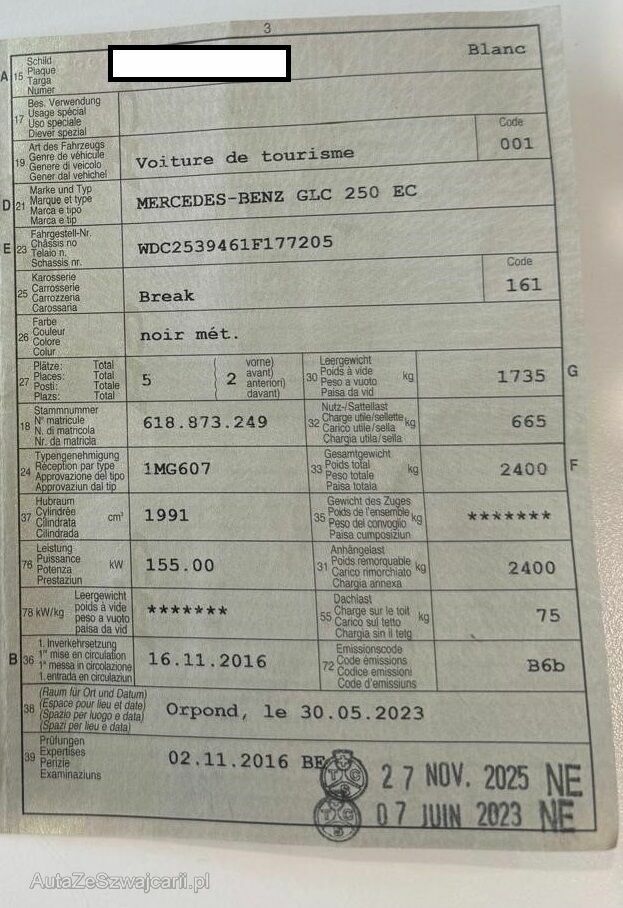 3
A 15 Schild
Plaque
Targa
Numer
Blanc
17 Bes. Verwendung
Usage spécial
Uso speciale
Diever spezial
19 Art des Fahrzeugs
Genre de véhicule
Genere di veicolo
Gener dal vehichel
Voiture de tourisme
Code
001
D 21 Marke und Typ
Marque et type
Marca e tipo
Marca e tip
MERCEDES-BENZ GLC 250 EC
E 23 Fahrgestell-Nr.
Châssis no
Telaio n.
Schassis nr.
WDC2539461F177205
25 Karosserie
Carrosserie
Carrozzeria
Carossaria
Break
Code
161
26 Farbe
Couleur
Colore
Colur
noir mét.
27 Plätze: Total
Places: Total
Posti: Totale
Plazs: Total
5
( 2 vorne)
avant)
anteriori)
davant)
30 Leergewicht
Poids à vide
Peso a vuoto
Paisa da vid
kg
1735 G
18 Stammnummer
N° matricule
N. di matricola
Nr. da matricla
618.873.249
32 Nutz-/Sattellast
Charge utile/sellette
Carico utile/sella
Chargia utila/sella
kg
665
24 Typengenehmigung
Réception par type
Approvazione del tipo
Approvaziun dal tip
1MG607
33 Gesamtgewicht
Poids total
Peso totale
Paisa totala
kg
2400 F
37 Hubraum
Cylindrée
Cilindrata
Cilindrada
cm³
1991
35 Gewicht des Zuges
Poids de l'ensemble
Peso del convoglio
Paisa cumposiziun
kg
*******
76 Leistung
Puissance
Potenza
Prestaziun
kW
155.00
31 Anhängelast
Poids remorquable
Carico rimorchiato
Chargia annexa
kg
2400
78 kW/kg Leergewicht
poids à vide
peso a vuoto
paisa da vid
*******
55 Dachlast
Charge sur le toit
Carico sul tetto
Chargia sin il tetg
kg
75
B 36 1. Inverkehrsetzung
1re mise en circulation
1a messa in circolazione
1. entrada en circulaziun
16.11.2016
72 Emissionscode
Code émissions
Codice emissioni
Code d'emissiuns
B6b
38 (Raum für Ort und Datum)
(Espace pour lieu et date)
(Spazio per luogo e data)
(Spazi per lieu e data)
Orpond, le 30.05.2023
39 Prüfungen
Expertises
Perizie
Examinaziuns
02.11.2016 BE
TCS 27 NOV. 2025 NE
TCS 07 JUIN 2023 NE
AutaZeSzwajcarii.pl